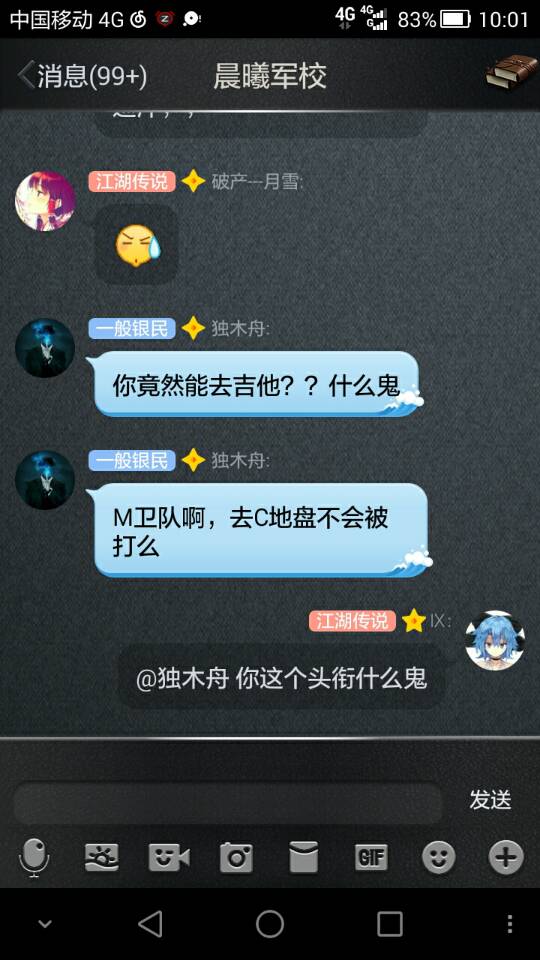 中国移动 4G 4G 4G G 83% 10:01
消息(99+) 晨曦军校
江湖传说 破产---月雪:
一般银民 独木舟:
你竟然能去吉他？？什么鬼
一般银民 独木舟:
M卫队啊，去C地盘不会被
打么
江湖传说 IX:
@独木舟 你这个头衔什么鬼
发送
GIF